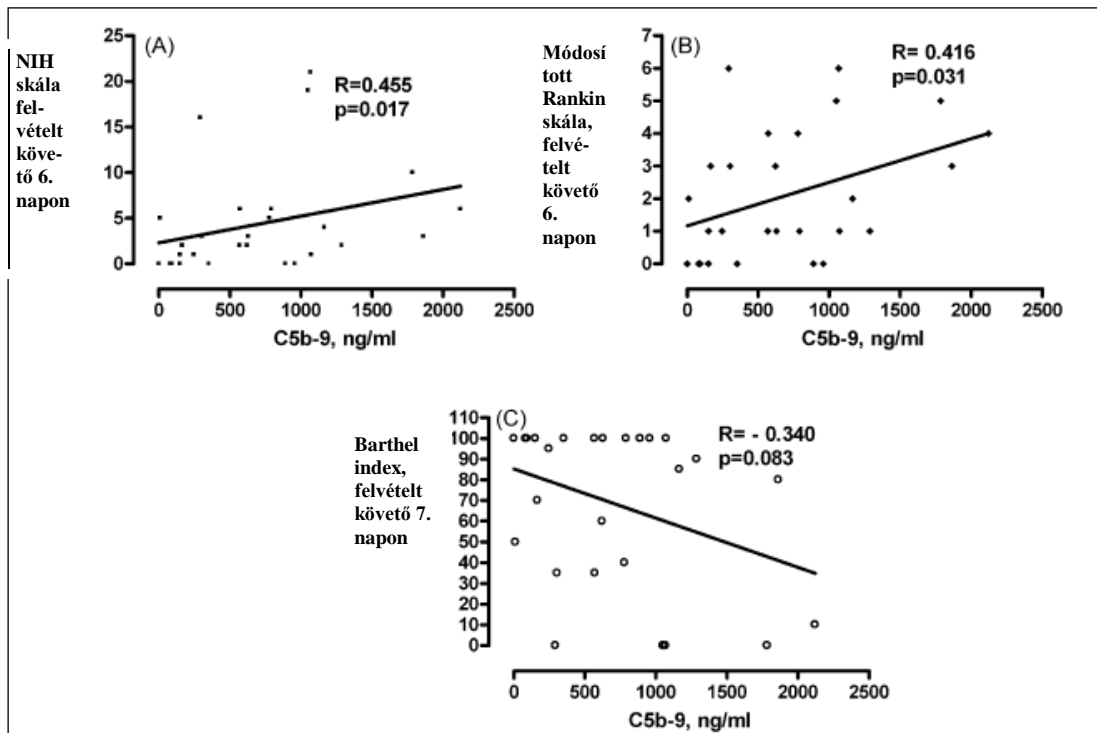 (A)
NIH
skála
fel-
vételt
köve-
tő 6.
napon
R=0.455
p=0.017
25
20
15
10
5
0
0 500 1000 1500 2000 2500
C5b-9, ng/ml
(B)
Módosí
tott
Rankin
skála,
felvé-
telt
követő
6.
napon
R= 0.416
p=0.031
7
6
5
4
3
2
1
0
0 500 1000 1500 2000 2500
C5b-9, ng/ml
(C)
Barthel
index,
felvételt
követő 7.
napon
R= - 0.340
p=0.083
110
100
90
80
70
60
50
40
30
20
10
0
0 500 1000 1500 2000 2500
C5b-9, ng/ml